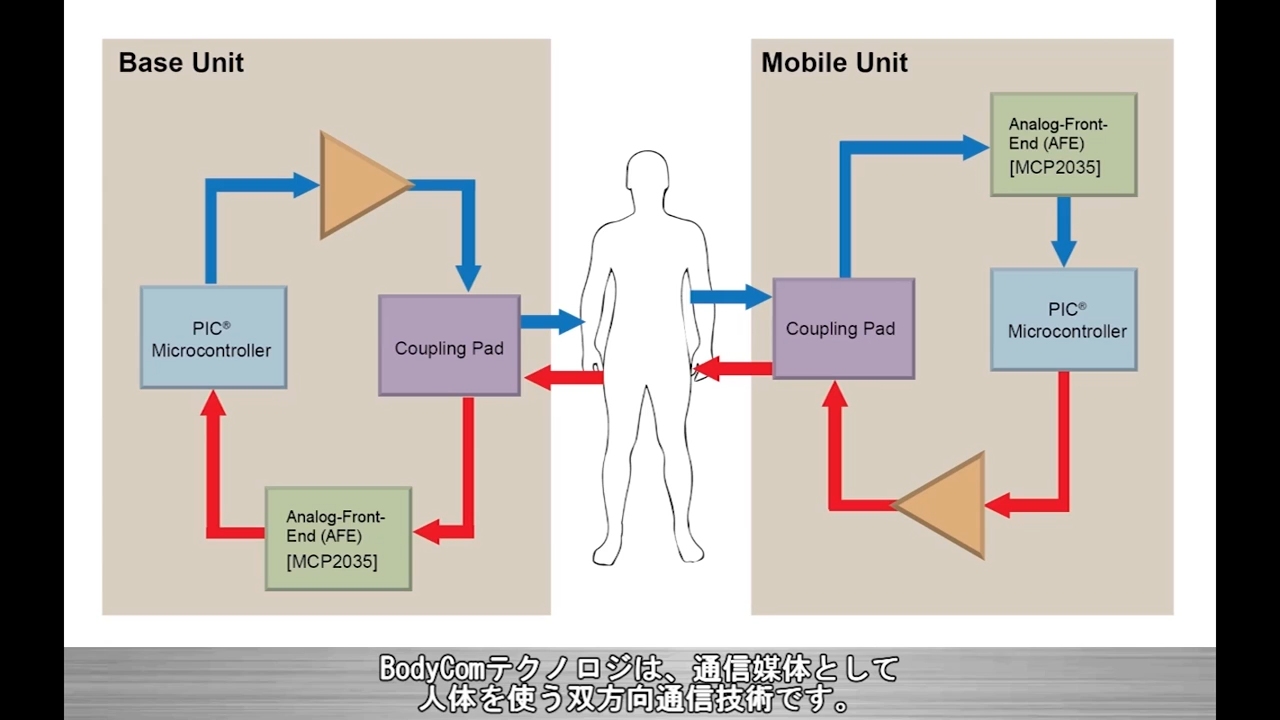 Base Unit
Mobile Unit
Analog-Front-
End (AFE)
[MCP2035]
PIC®
Microcontroller
Coupling Pad
Coupling Pad
PIC®
Microcontroller
Analog-Front-
End (AFE)
[MCP2035]
BodyComテクノロジは、通信媒体として
人体を使う双方向通信技術です。